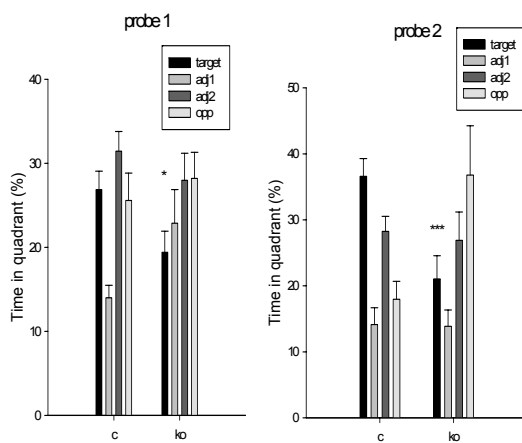 probe 1
target
adj1
adj2
opp
Time in quadrant (%)
40
30
20
10
0
*
c
ko
probe 2
target
adj1
adj2
opp
Time in quadrant (%)
50
40
30
20
10
0
***
c
ko